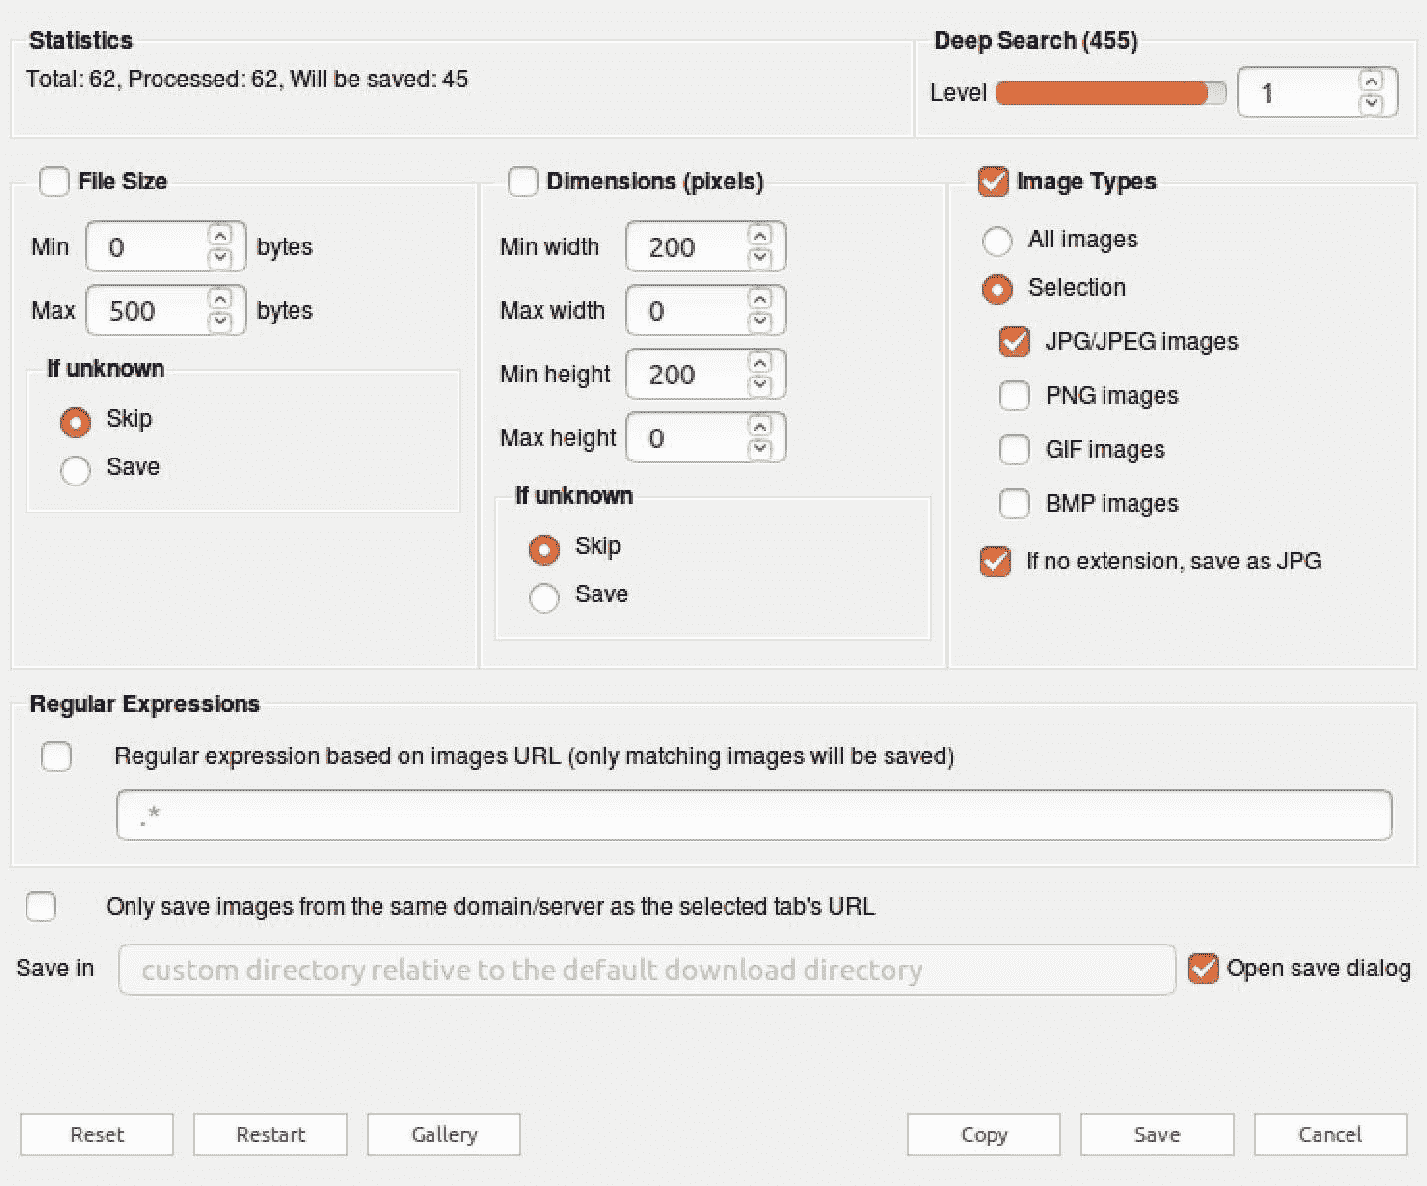 Statistics
Total: 62, Processed: 62, Will be saved: 45
Deep Search (455)
Level 1
File Size
Min 0 bytes
Max 500 bytes
If unknown
Skip
Save
Dimensions (pixels)
Min width 200
Max width 0
Min height 200
Max height 0
If unknown
Skip
Save
Image Types
All images
Selection
JPG/JPEG images
PNG images
GIF images
BMP images
If no extension, save as JPG
Regular Expressions
Regular expression based on images URL (only matching images will be saved)
.*
Only save images from the same domain/server as the selected tab's URL
Save in custom directory relative to the default download directory Open save dialog
Reset Restart Gallery Copy Save Cancel